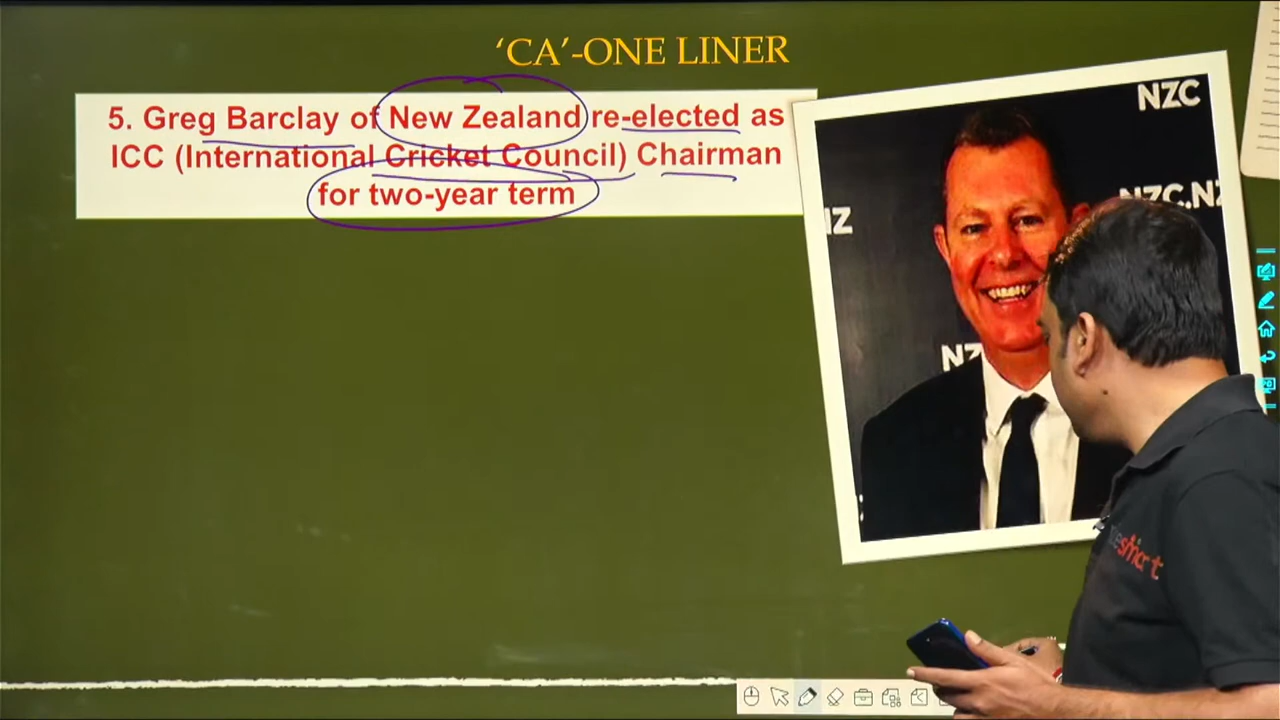 ‘CA’-ONE LINER
5. Greg Barclay of New Zealand re-elected as
ICC (International Cricket Council) Chairman
for two-year term
NZC
NZC.NZ
NZ
NZ
smart